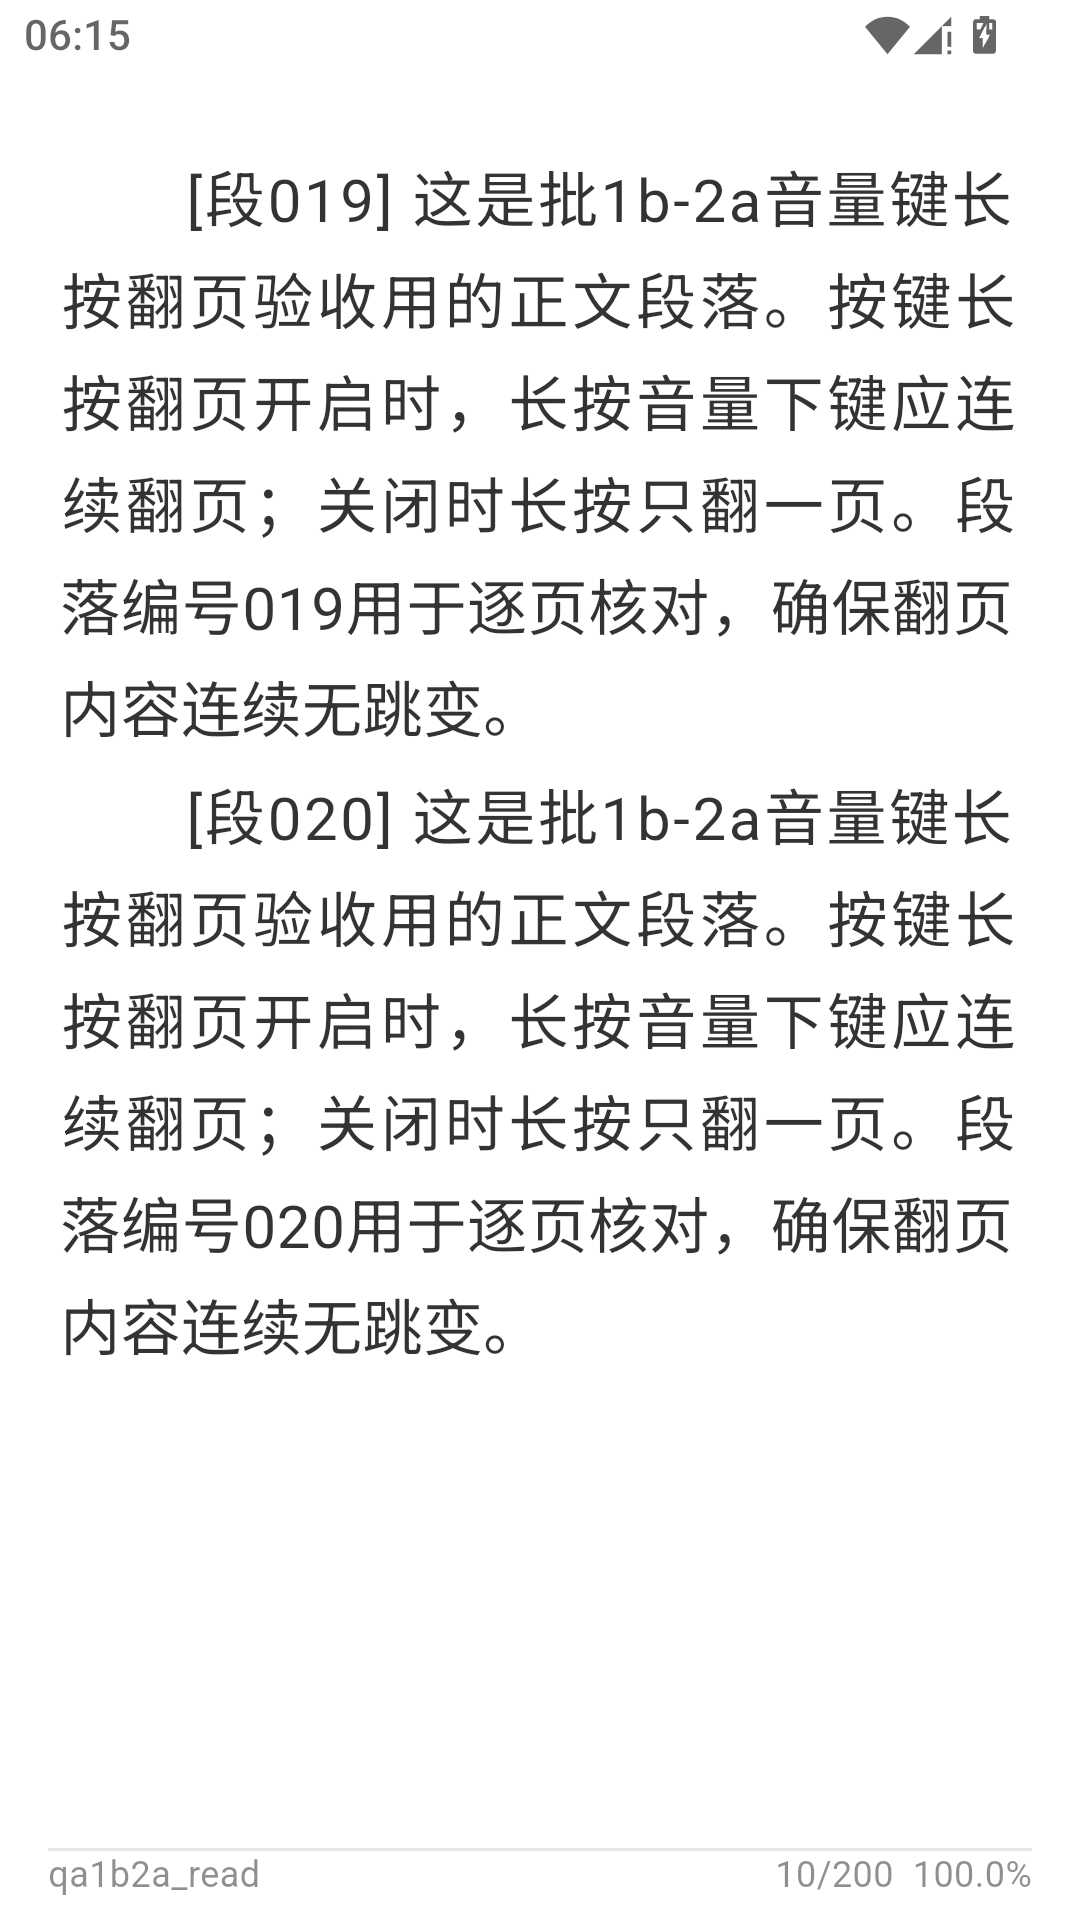 06:15
[段019] 这是批1b-2a音量键长
按翻页验收用的正文段落。按键长
按翻页开启时，长按音量下键应连
续翻页；关闭时长按只翻一页。段
落编号019用于逐页核对，确保翻页
内容连续无跳变。
[段020] 这是批1b-2a音量键长
按翻页验收用的正文段落。按键长
按翻页开启时，长按音量下键应连
续翻页；关闭时长按只翻一页。段
落编号020用于逐页核对，确保翻页
内容连续无跳变。
qa1b2a_read 10/200 100.0%